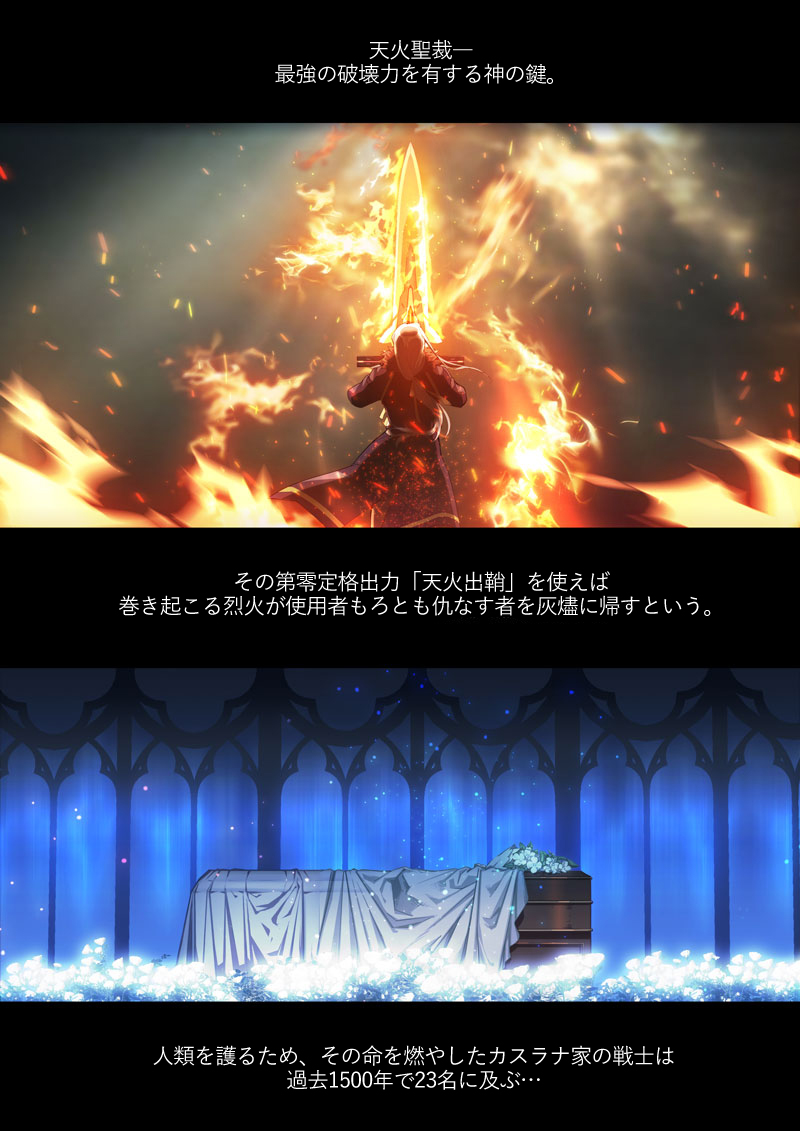 天火聖裁―
最強の破壊力を有する神の鍵。
その第零定格出力「天火出鞘」を使えば
巻き起こる烈火が使用者もろとも仇なす者を灰燼に帰すという。
人類を護るため、その命を燃やしたカスラナ家の戦士は
過去1500年で23名に及ぶ…